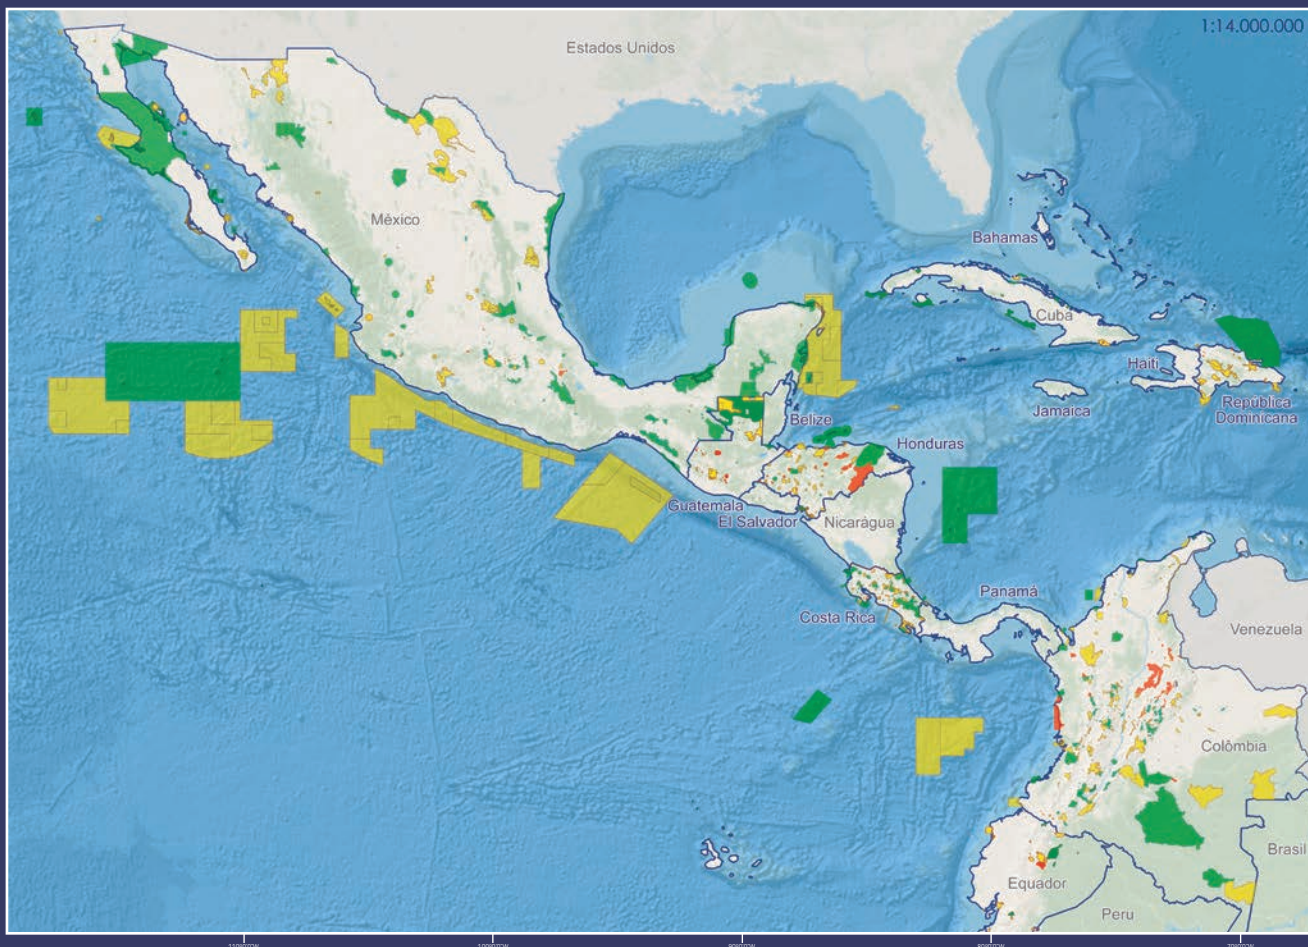 1:14.000.000
Estados Unidos
México
Bahamas
Cuba
Haiti
República
Dominicana
Jamaica
Belize
Honduras
Guatemala
El Salvador
Nicarágua
Panamá
Costa Rica
Venezuela
Colômbia
Brasil
Equador
Peru